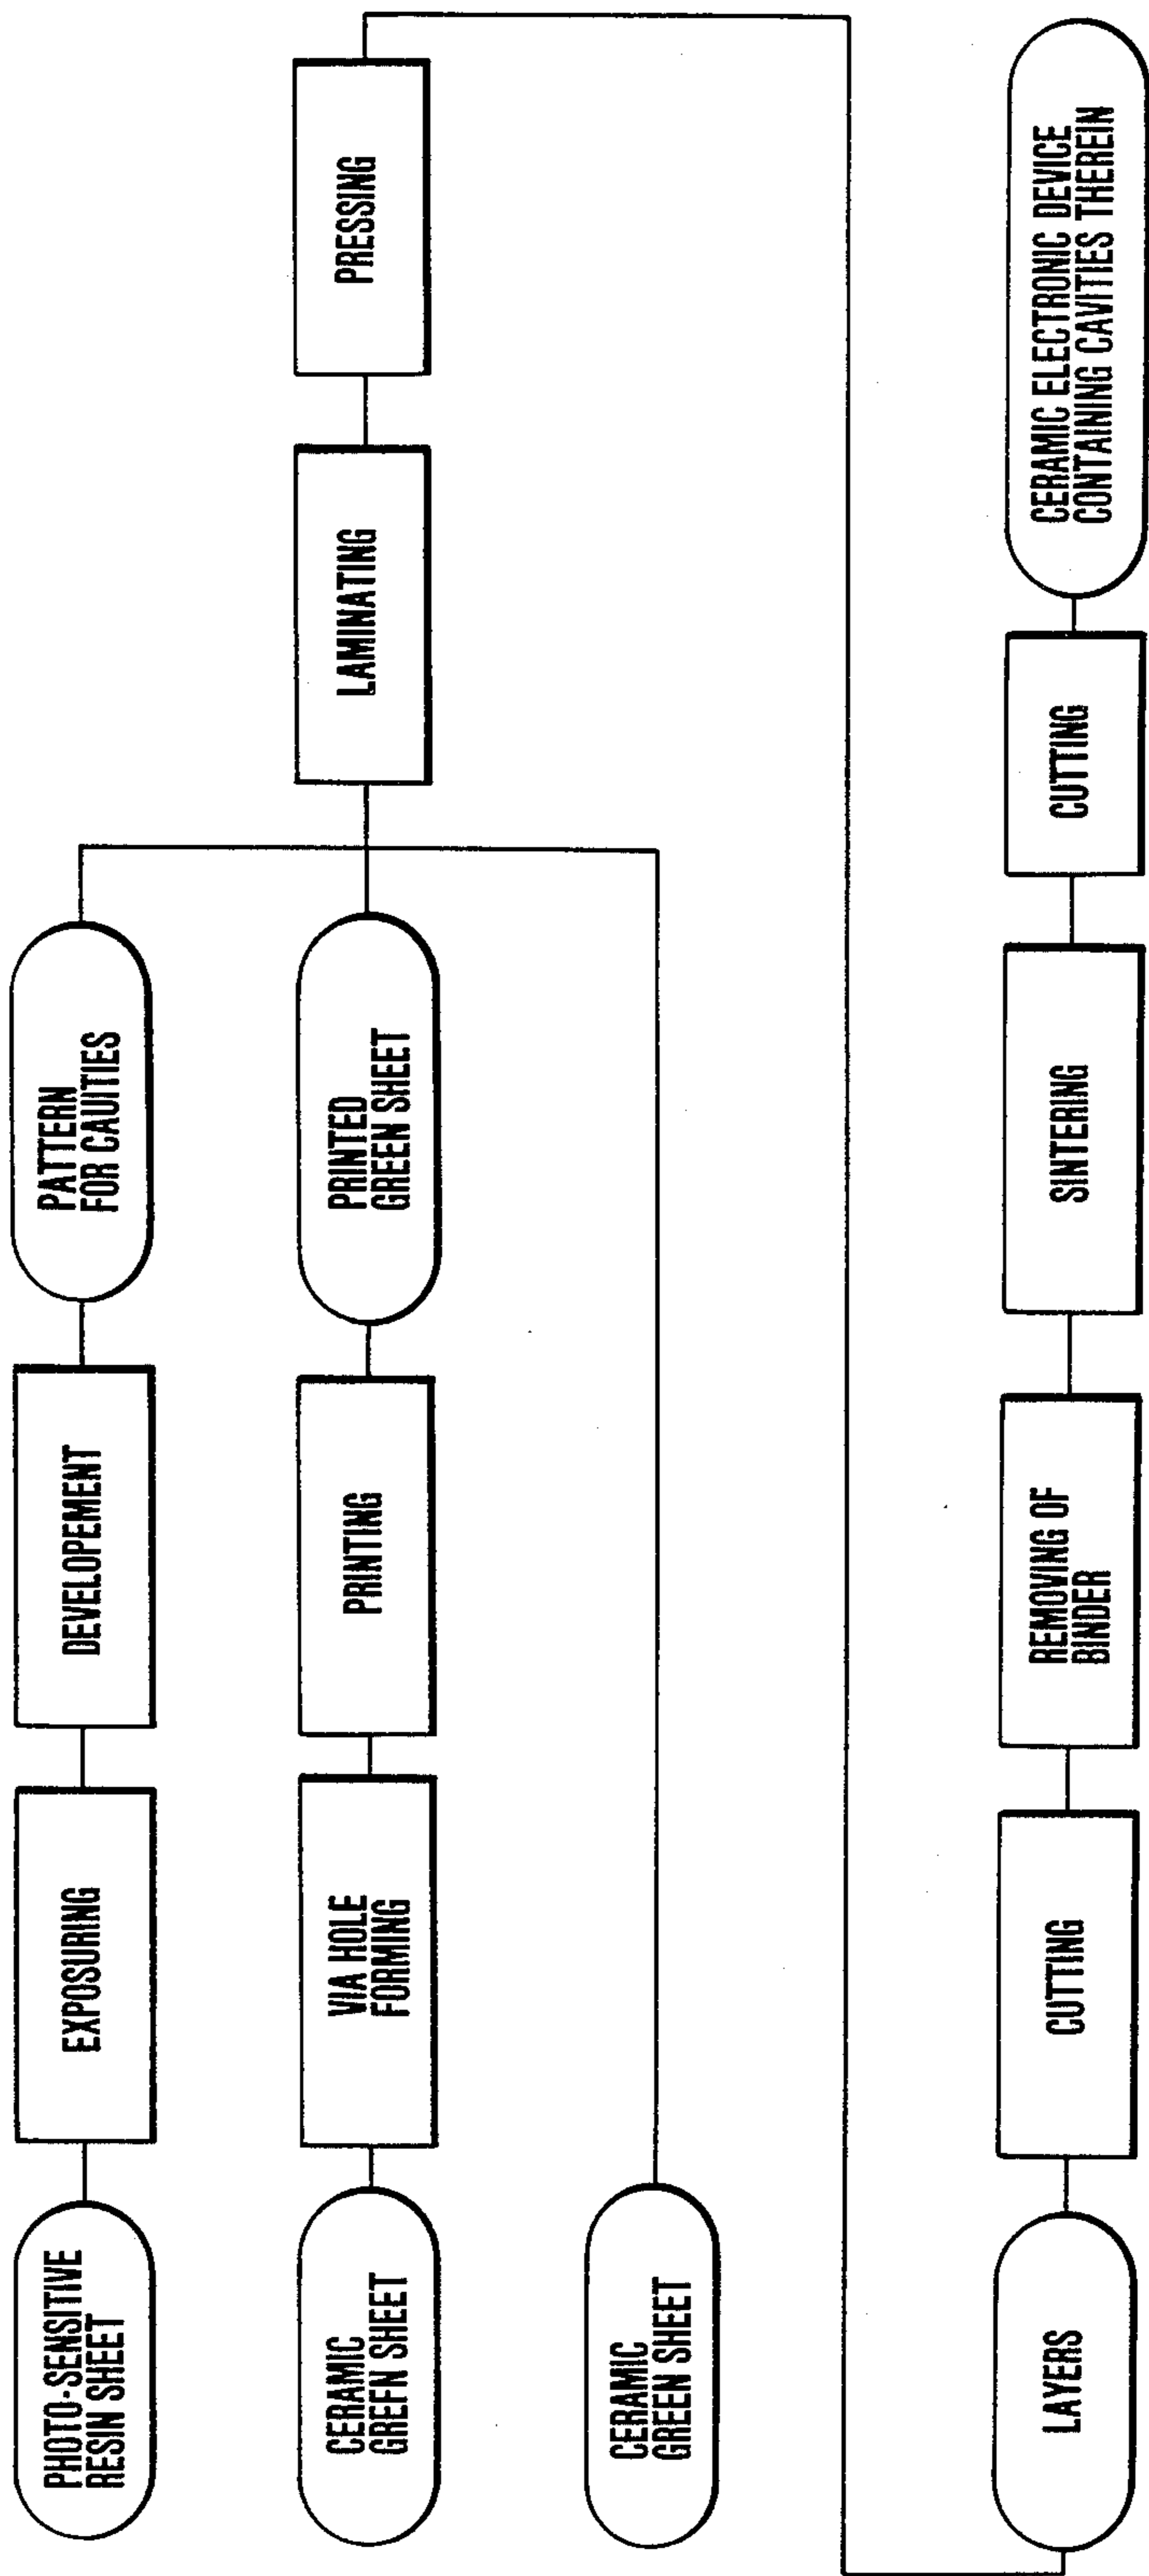 PHOTO-SENSITIVE
RESIN SHEET
EXPOSURING
DEVELOPEMENT
PATTERN
FOR CAUITIES
CERAMIC
GREEN SHEET
VIA HOLE
FORMING
PRINTING
PRINTED
GREEN SHEET
CERAMIC
GREEN SHEET
LAMINATING
PRESSING
LAYERS
CUTTING
REMOVING OF
BINDER
SINTERING
CUTTING
CERAMIC ELECTRONIC DEVICE
CONTAINING CAVITIES THEREIN